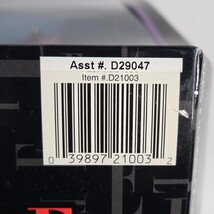 Asst #. D29047
Item #.D21003
0 39897 21003 2
E